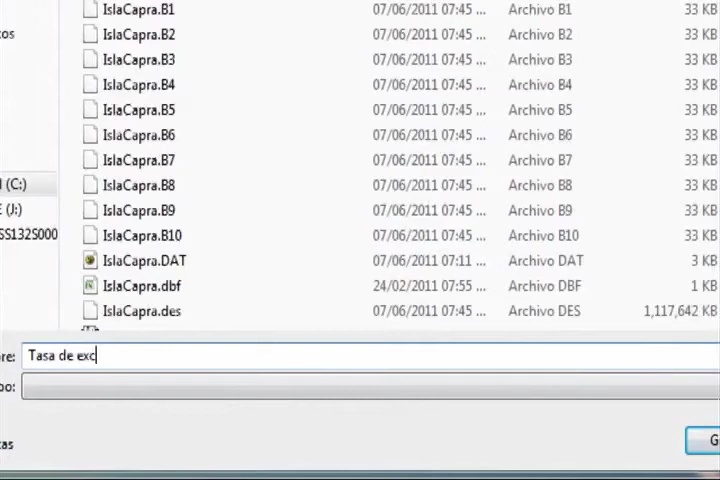 IslaCapra.B1 07/06/2011 07:45 ... Archivo B1 33 KB
IslaCapra.B2 07/06/2011 07:45 ... Archivo B2 33 KB
IslaCapra.B3 07/06/2011 07:45 ... Archivo B3 33 KB
IslaCapra.B4 07/06/2011 07:45 ... Archivo B4 33 KB
IslaCapra.B5 07/06/2011 07:45 ... Archivo B5 33 KB
IslaCapra.B6 07/06/2011 07:45 ... Archivo B6 33 KB
IslaCapra.B7 07/06/2011 07:45 ... Archivo B7 33 KB
(C:) IslaCapra.B8 07/06/2011 07:45 ... Archivo B8 33 KB
E (J:) IslaCapra.B9 07/06/2011 07:45 ... Archivo B9 33 KB
SS132S000 IslaCapra.B10 07/06/2011 07:45 ... Archivo B10 33 KB
IslaCapra.DAT 07/06/2011 07:11 ... Archivo DAT 3 KB
IslaCapra.dbf 24/02/2011 07:55 ... Archivo DBF 1 KB
IslaCapra.des 07/06/2011 07:45 ... Archivo DES 1,117,642 KB
re: Tasa de exc
po:
G